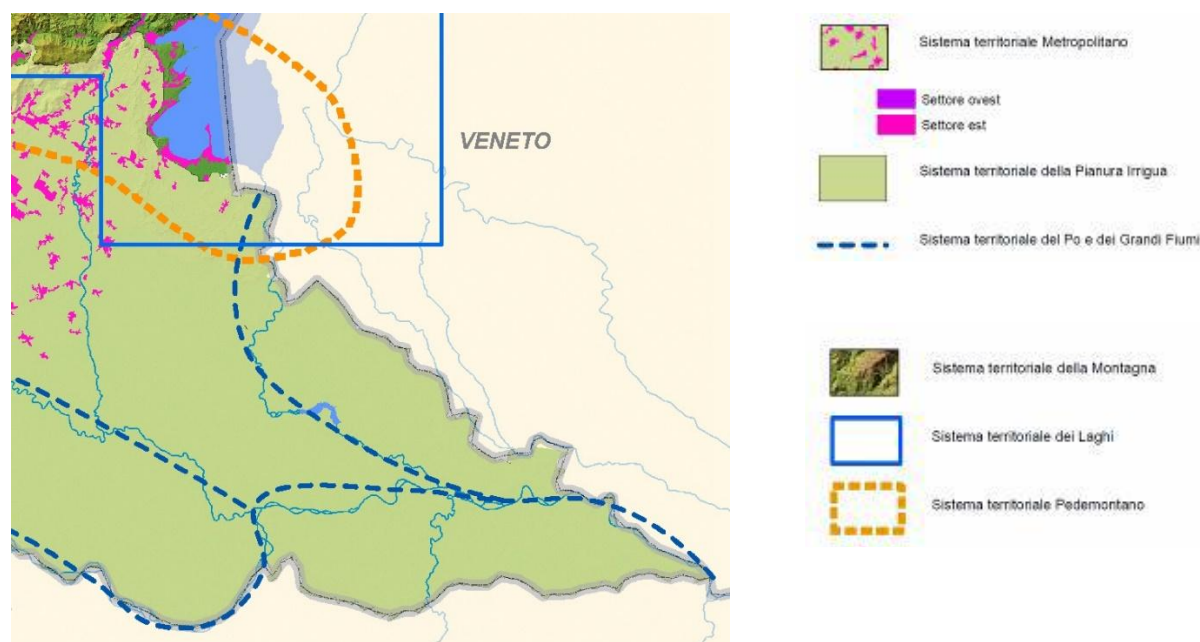 VENETO
Sistema territoriale Metropolitano
Settore ovest
Settore est
Sistema territoriale della Pianura Irrigua
Sistema territoriale del Po e dei Grandi Fiumi
Sistema territoriale della Montagna
Sistema territoriale dei Laghi
Sistema territoriale Pedemontano